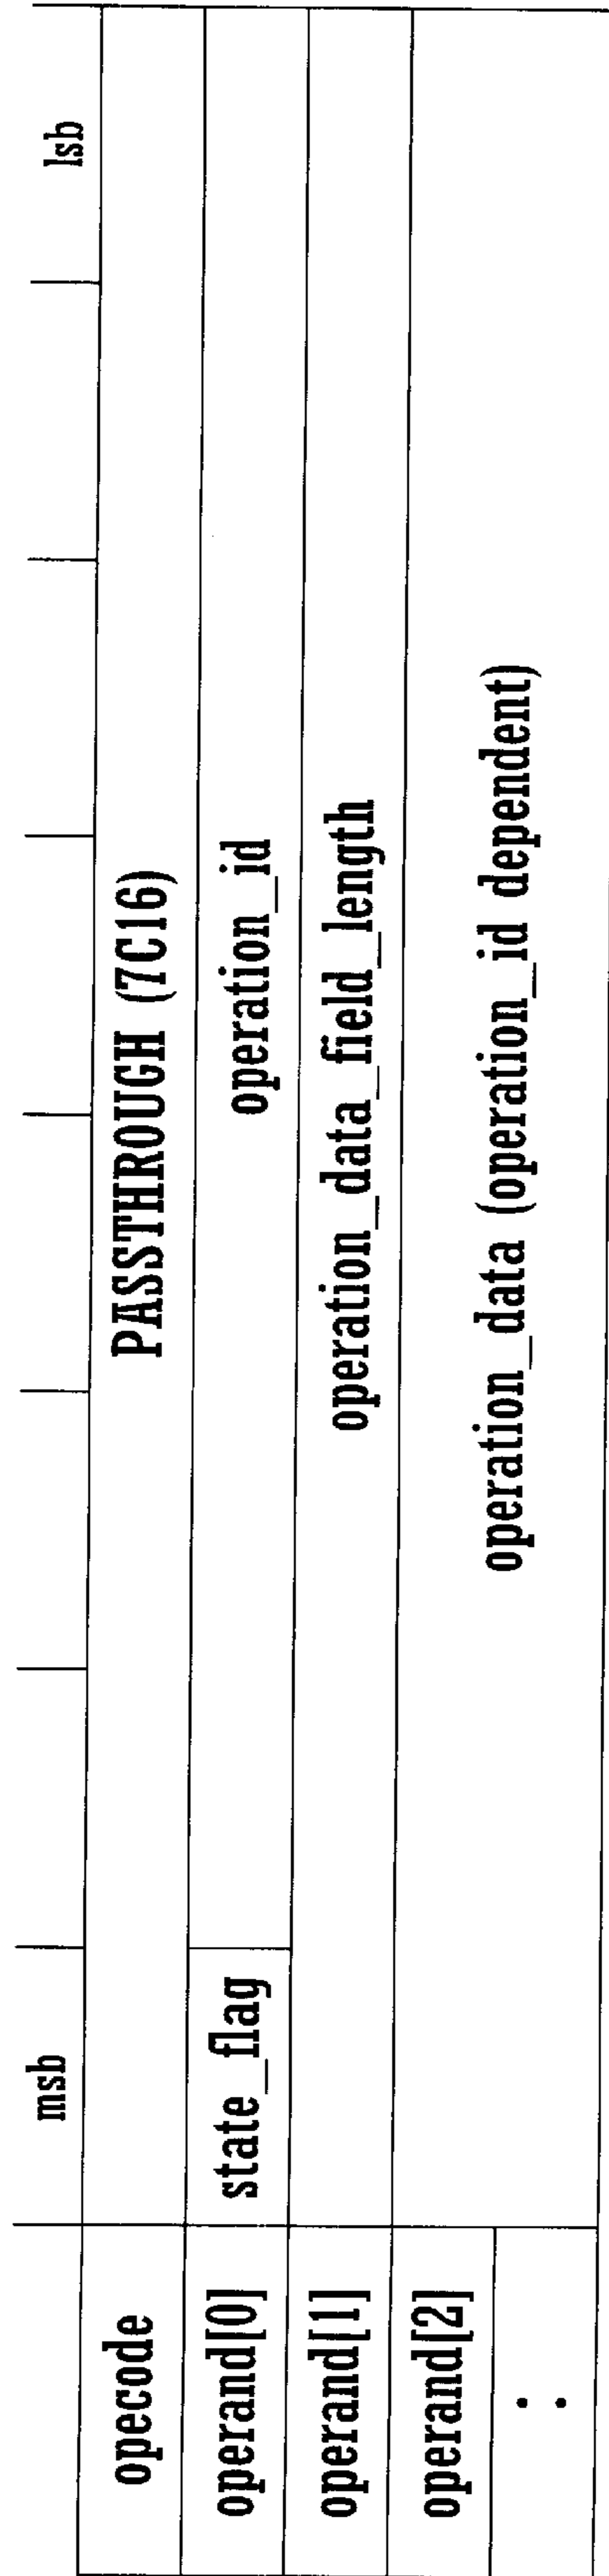 msb lsb
opecode PASSTHROUGH (7C16)
operand[0] state_flag operation_id
operand[1] operation_data_field_length
operand[2] operation_data (operation_id dependent)
: